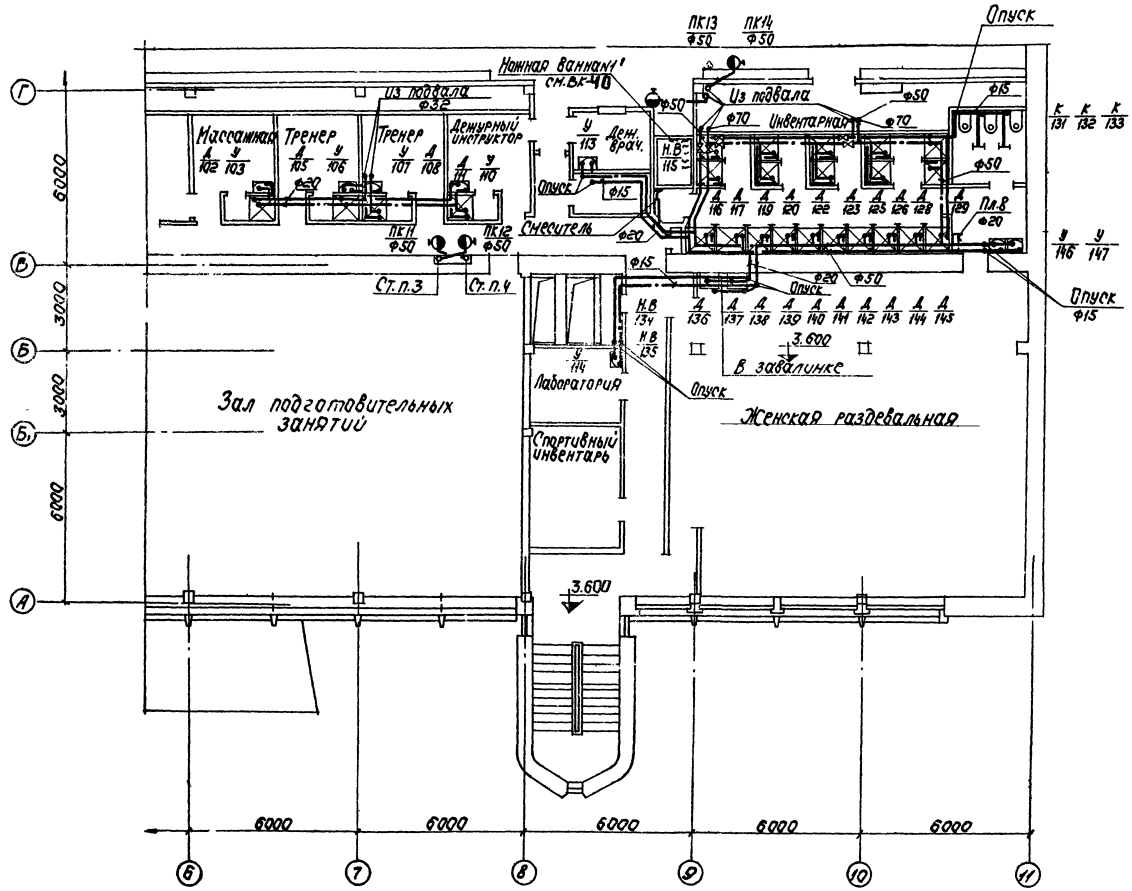 ПК13 ПК14
Ф50 Ф50
Опуск
Ножная ванна м1
см. ВК-40
Г
Из подвала
Ф32
Ф50
Из подвала
Ф50
Ф15
К К К
131 132 133
Ф70
Инвентарная
Ф70
Массажная
Тренер
Тренер
Дежурный
инструктор
У
113
Деж.
врач.
Н.В
115
Д У
102 103
Д У
105 106
У Д
107 108
Д У
111 110
Ф20
Опуск
Ф15
Ф50
Д Д Д Д Д Д Д Д Д Д
116 117 119 120 122 123 125 126 128 129
Пл.8
Ф20
Смеситель
Ф20
ПК11 ПК12
Ф50 Ф50
У У
146 147
В
Ст.п.3
Ст.п.4
Ф15
Ф20
Ф50
Опуск
Опуск
Ф15
Н.В
134
Н В
135
Д Д Д Д Д Д Д Д Д
136 137 138 139 140 141 142 143 144 145
3.600
В завалинке
Б
У
114
Лаборатория
Опуск
Зал подготовительных
занятий
Женская раздевальная
Б₁
Спортивный
инвентарь
6000
3000
3000
6000
А
3.600
6000 6000 6000 6000 6000
6 7 8 9 10 11